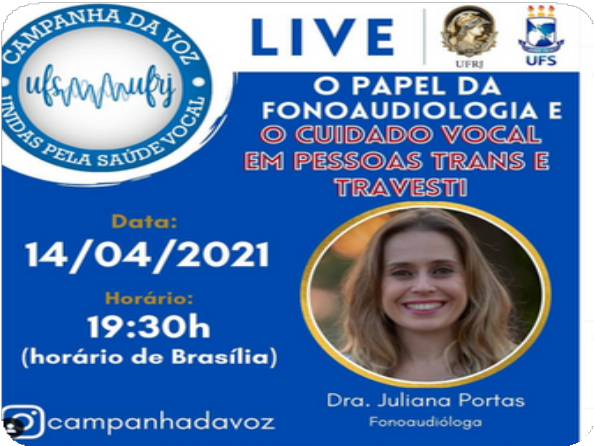 CAMPANHA DA VOZ
ufs ufrj
UNIDAS PELA SAÚDE VOCAL
LIVE
UFRJ
UFS
O PAPEL DA
FONOAUDIOLOGIA E
O CUIDADO VOCAL
EM PESSOAS TRANS E
TRAVESTI
Data:
14/04/2021
Horário:
19:30h
(horário de Brasília)
Dra. Juliana Portas
Fonoaudióloga
campanhadavoz